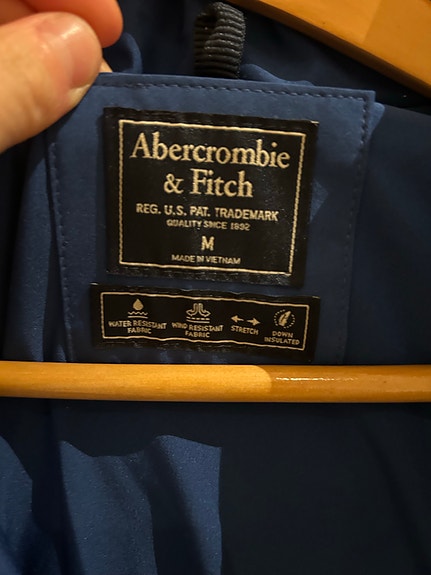 Abercrombie
& Fitch
REG. U.S. PAT. TRADEMARK
QUALITY SINCE 1892
M
MADE IN VIETNAM
WATER RESISTANT
FABRIC
WIND RESISTANT
FABRIC
STRETCH
DOWN
INSULATED